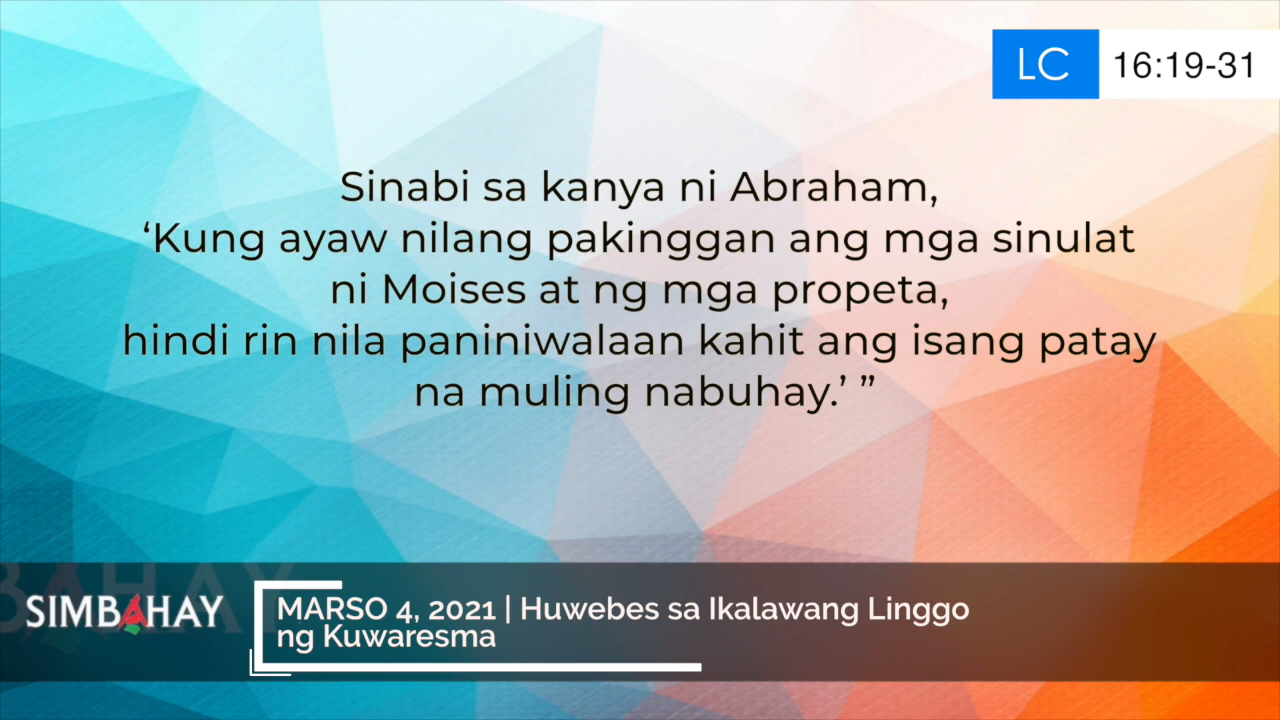 LC 16:19-31
Sinabi sa kanya ni Abraham,
‘Kung ayaw nilang pakinggan ang mga sinulat
ni Moises at ng mga propeta,
hindi rin nila paniniwalaan kahit ang isang patay
na muling nabuhay.’ ”
SIMBAHAY
MARSO 4, 2021 | Huwebes sa Ikalawang Linggo
ng Kuwaresma